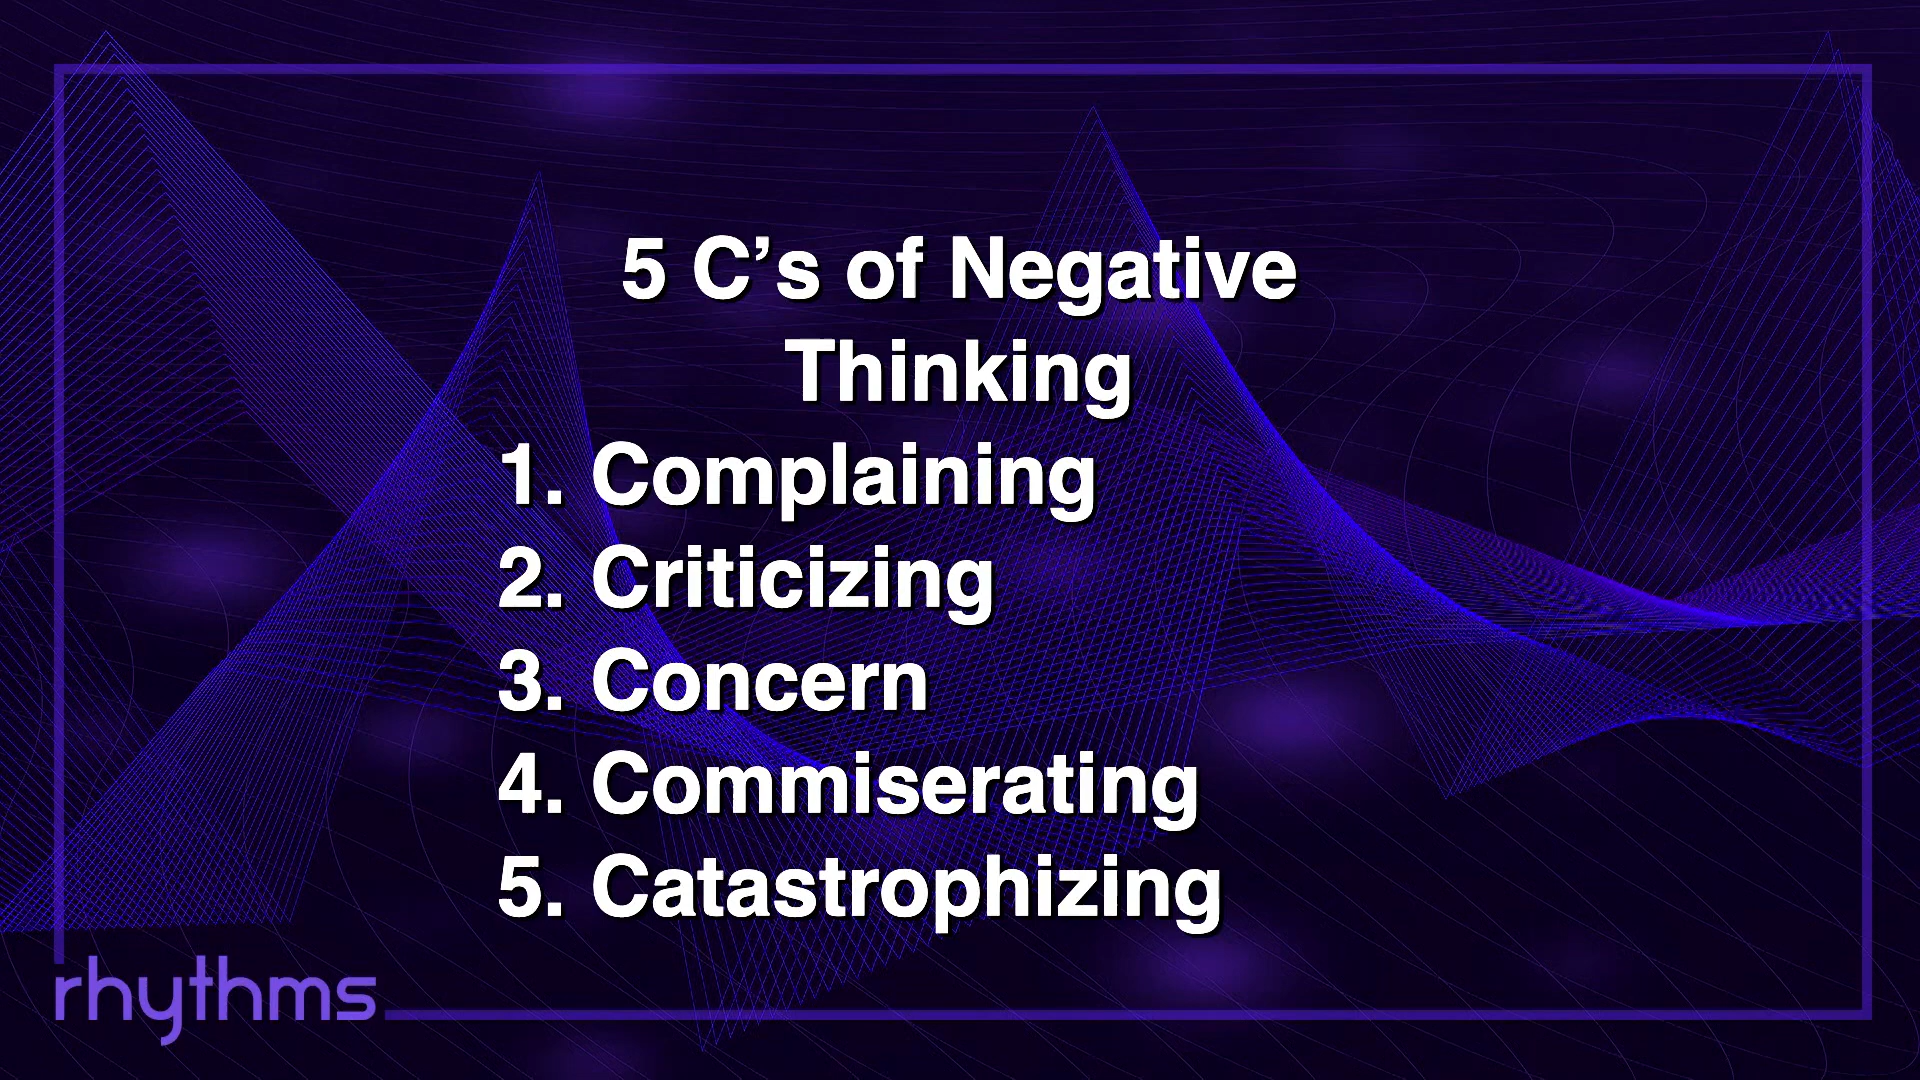 5 C’s of Negative
Thinking
1. Complaining
2. Criticizing
3. Concern
4. Commiserating
5. Catastrophizing
rhythms